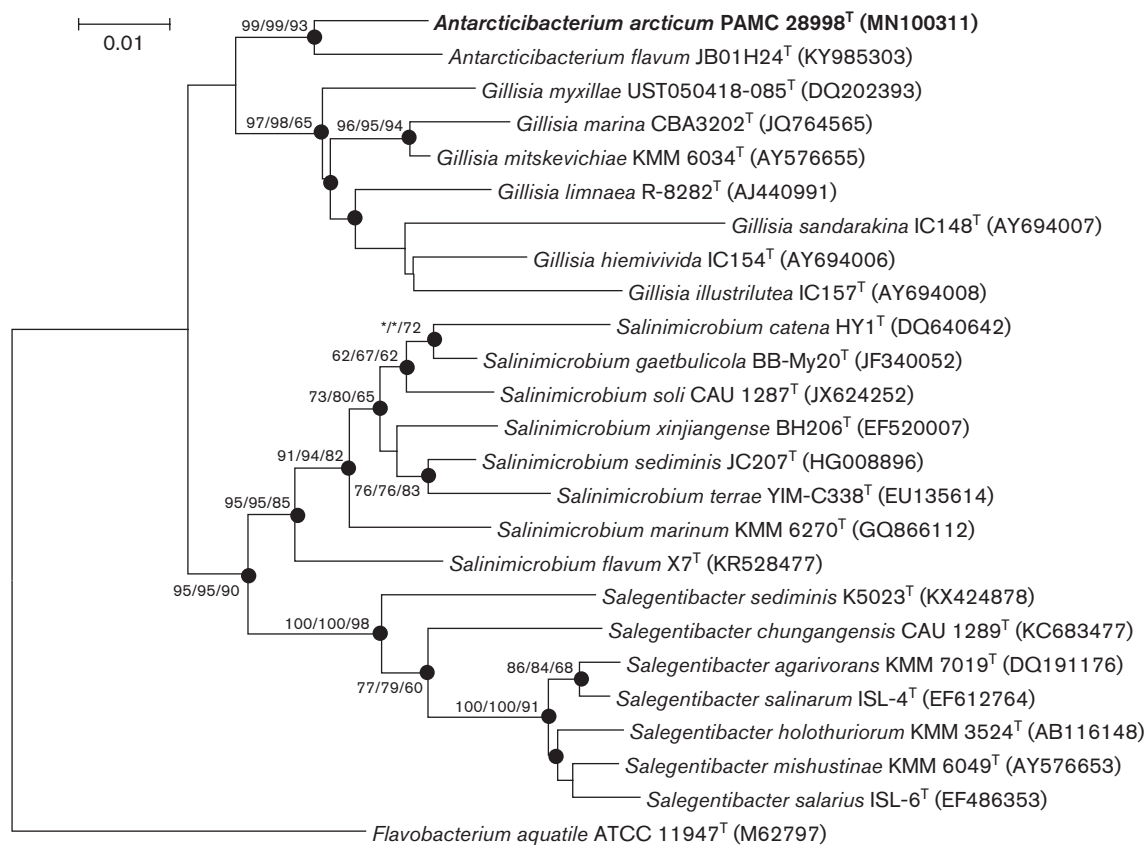 99/99/93
Antarcticibacterium arcticum PAMC 28998T (MN100311)
0.01
Antarcticibacterium flavum JB01H24T (KY985303)
Gillisia myxillae UST050418-085T (DQ202393)
97/98/65
96/95/94
Gillisia marina CBA3202T (JQ764565)
Gillisia mitskevichiae KMM 6034T (AY576655)
Gillisia limnaea R-8282T (AJ440991)
Gillisia sandarakina IC148T (AY694007)
Gillisia hiemivivida IC154T (AY694006)
Gillisia illustrilutea IC157T (AY694008)
*/*/72
Salinimicrobium catena HY1T (DQ640642)
62/67/62
Salinimicrobium gaetbulicola BB-My20T (JF340052)
73/80/65
Salinimicrobium soli CAU 1287T (JX624252)
Salinimicrobium xinjiangense BH206T (EF520007)
91/94/82
Salinimicrobium sediminis JC207T (HG008896)
76/76/83
Salinimicrobium terrae YIM-C338T (EU135614)
95/95/85
Salinimicrobium marinum KMM 6270T (GQ866112)
Salinimicrobium flavum X7T (KR528477)
95/95/90
Salegentibacter sediminis K5023T (KX424878)
100/100/98
Salegentibacter chungangensis CAU 1289T (KC683477)
86/84/68
Salegentibacter agarivorans KMM 7019T (DQ191176)
77/79/60
Salegentibacter salinarum ISL-4T (EF612764)
100/100/91
Salegentibacter holothuriorum KMM 3524T (AB116148)
Salegentibacter mishustinae KMM 6049T (AY576653)
Salegentibacter salarius ISL-6T (EF486353)
Flavobacterium aquatile ATCC 11947T (M62797)